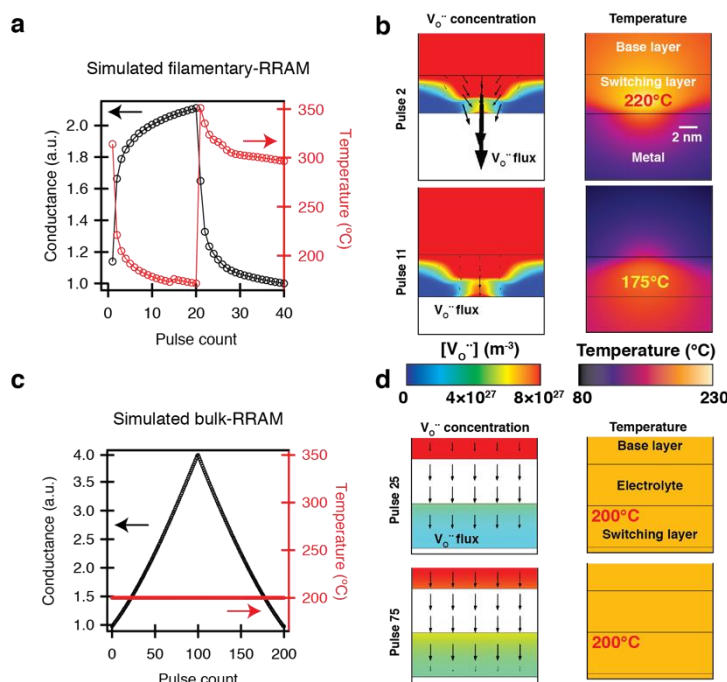 a
Simulated filamentary-RRAM
Conductance (a.u.)
2.0
1.8
1.6
1.4
1.2
1.0
350
300
250
200
Temperature (ºC)
0 10 20 30 40
Pulse count
b
V_O¨ concentration
Temperature
Pulse 2
V_O¨ flux
Base layer
Switching layer
220°C
2 nm
Metal
Pulse 11
V_O¨ flux
175°C
[V_O¨] (m⁻³)
0 4×10²⁷ 8×10²⁷
Temperature (°C)
80 230
c
Simulated bulk-RRAM
Conductance (a.u.)
4.0
3.5
3.0
2.5
2.0
1.5
1.0
350
300
250
200
Temperature (ºC)
0 50 100 150 200
Pulse count
d
V_O¨ concentration
Temperature
Pulse 25
V_O¨ flux
Base layer
Electrolyte
200°C
Switching layer
Pulse 75
200°C